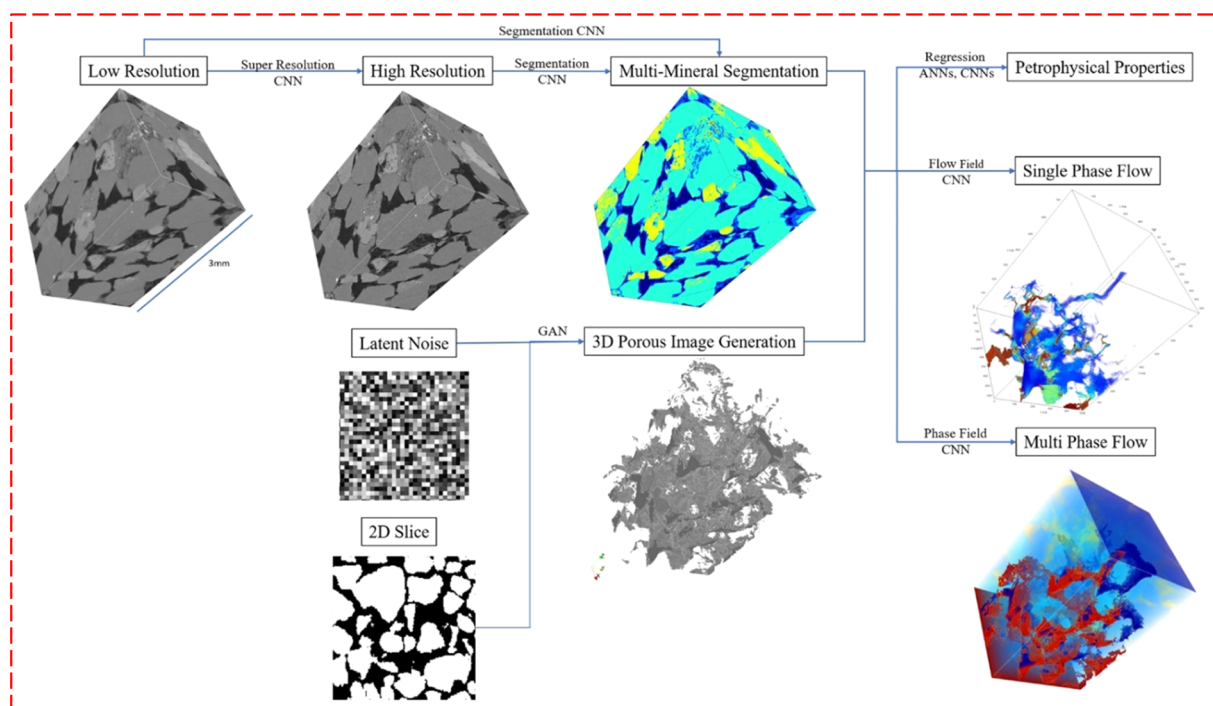 Segmentation CNN
Low Resolution
Super Resolution
CNN
High Resolution
Segmentation
CNN
Multi-Mineral Segmentation
Regression
ANNs, CNNs
Petrophysical Properties
Flow Field
CNN
Single Phase Flow
3mm
Latent Noise
GAN
3D Porous Image Generation
Phase Field
CNN
Multi Phase Flow
2D Slice